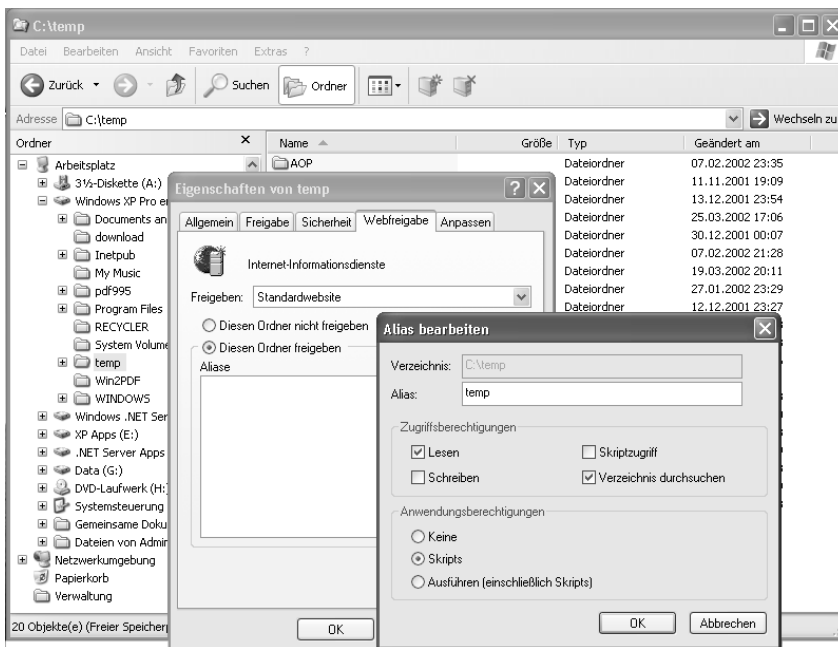 C:\temp
Datei Bearbeiten Ansicht Favoriten Extras ?
Zurück Suchen Ordner
Adresse C:\temp Wechseln zu
Ordner Name Größe Typ Geändert am
Arbeitsplatz
3½-Diskette (A:)
Windows XP Pro
Documents an
download
Inetpub
My Music
pdf995
Program Files
RECYCLER
System Volume
temp
Win2PDF
WINDOWS
Windows .NET Ser
XP Apps (E:)
.NET Server Apps
Data (G:)
DVD-Laufwerk (H:)
Systemsteuerung
Gemeinsame Doku
Dateien von Admir
Netzwerkumgebung
Papierkorb
Verwaltung
AOP Dateiordner 07.02.2002 23:35
Dateiordner 11.11.2001 19:09
Dateiordner 13.12.2001 23:54
Dateiordner 25.03.2002 17:06
Dateiordner 30.12.2001 00:07
Dateiordner 07.02.2002 21:28
Dateiordner 19.03.2002 20:11
Dateiordner 27.01.2002 23:29
Dateiordner 12.12.2001 23:27
20 Objekte(e) (Freier Speicher
Eigenschaften von temp
Allgemein Freigabe Sicherheit Webfreigabe Anpassen
Internet-Informationsdienste
Freigeben: Standardwebsite
Diesen Ordner nicht freigeben
Diesen Ordner freigeben
Aliase
OK
Alias bearbeiten
Verzeichnis: C:\temp
Alias: temp
Zugriffsberechtigungen
Lesen Skriptzugriff
Schreiben Verzeichnis durchsuchen
Anwendungsberechtigungen
Keine
Skripts
Ausführen (einschließlich Skripts)
OK Abbrechen